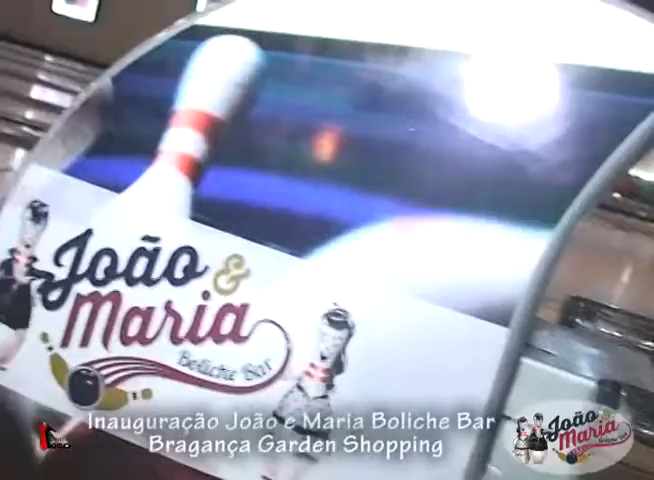 João &
Maria
Boliche Bar
Inauguração João e Maria Boliche Bar
Bragança Garden Shopping
João &
Maria